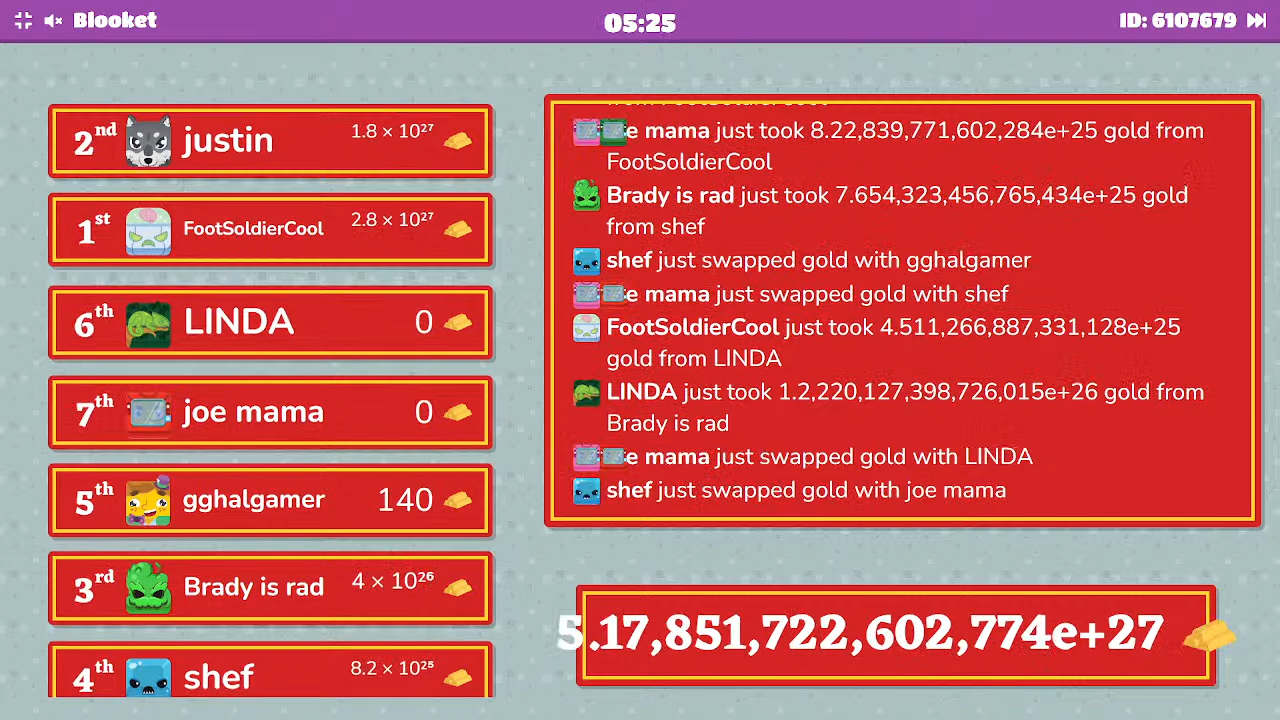 Blooket
05:25
ID: 6107679
2nd justin 1.8 × 10²⁷
1st FootSoldierCool 2.8 × 10²⁷
6th LINDA 0
7th joe mama 0
5th gghalgamer 140
3rd Brady is rad 4 × 10²⁶
4th shef 8.2 × 10²⁵
e mama just took 8.22,839,771,602,284e+25 gold from
FootSoldierCool
Brady is rad just took 7.654,323,456,765,434e+25 gold
from shef
shef just swapped gold with gghalgamer
e mama just swapped gold with shef
FootSoldierCool just took 4.511,266,887,331,128e+25
gold from LINDA
LINDA just took 1.2,220,127,398,726,015e+26 gold from
Brady is rad
e mama just swapped gold with LINDA
shef just swapped gold with joe mama
5.17,851,722,602,774e+27